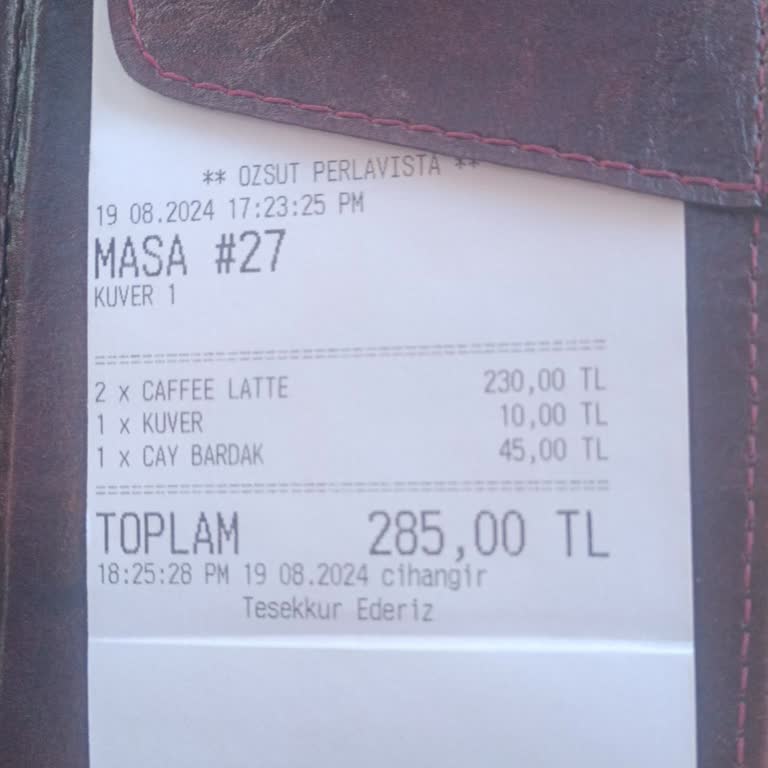 ** OZSUT PERLAVISTA **
19 08.2024 17:23:25 PM
MASA #27
KUVER 1
2 x CAFFEE LATTE 230,00 TL
1 x KUVER 10,00 TL
1 x CAY BARDAK 45,00 TL
TOPLAM 285,00 TL
18:25:28 PM 19 08.2024 cihangir
Tesekkur Ederiz